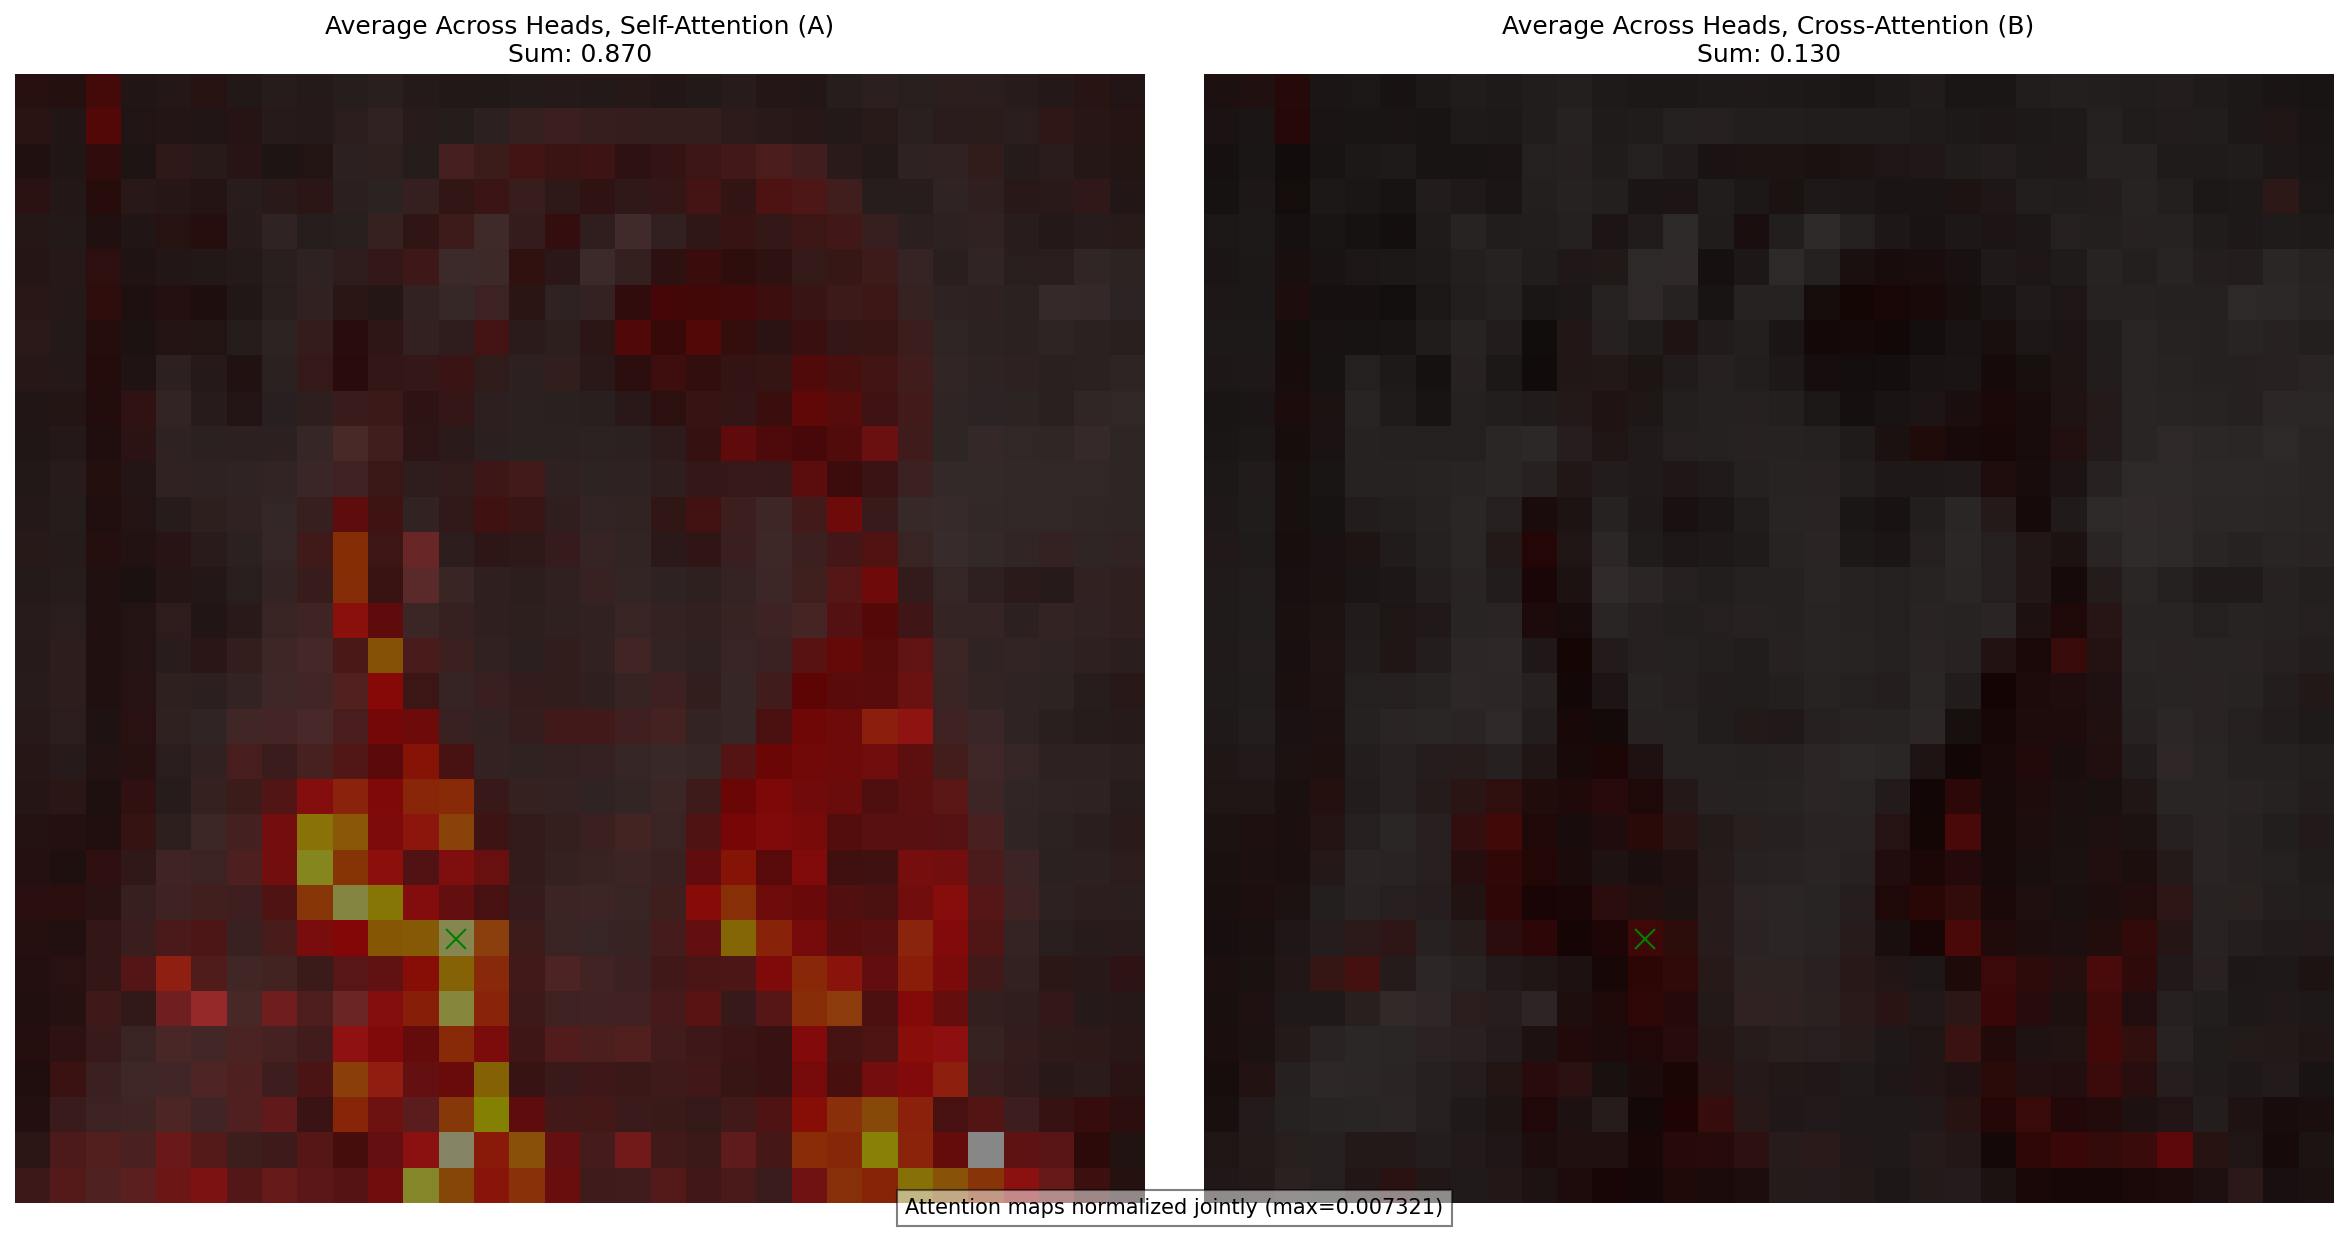 Average Across Heads, Self-Attention (A)
Sum: 0.870
Average Across Heads, Cross-Attention (B)
Sum: 0.130
Attention maps normalized jointly (max=0.007321)